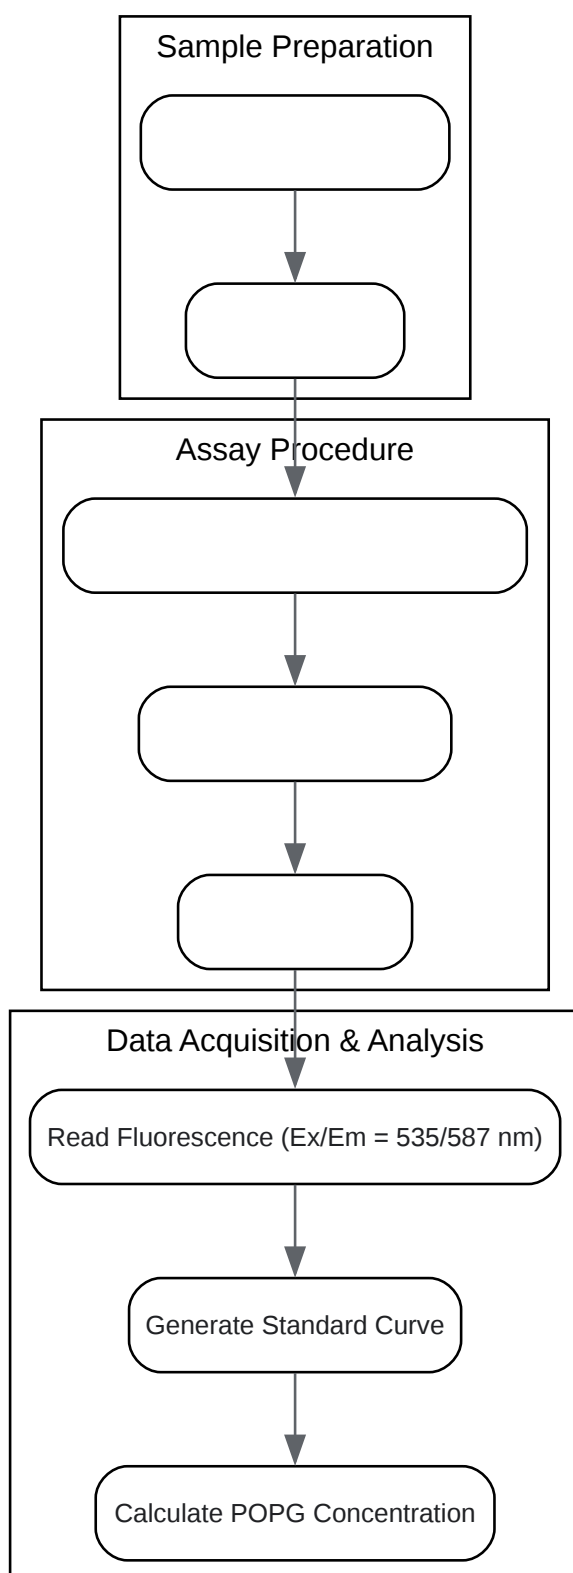 Sample Preparation
Assay Procedure
Data Acquisition & Analysis
Read Fluorescence (Ex/Em = 535/587 nm)
Generate Standard Curve
Calculate POPG Concentration